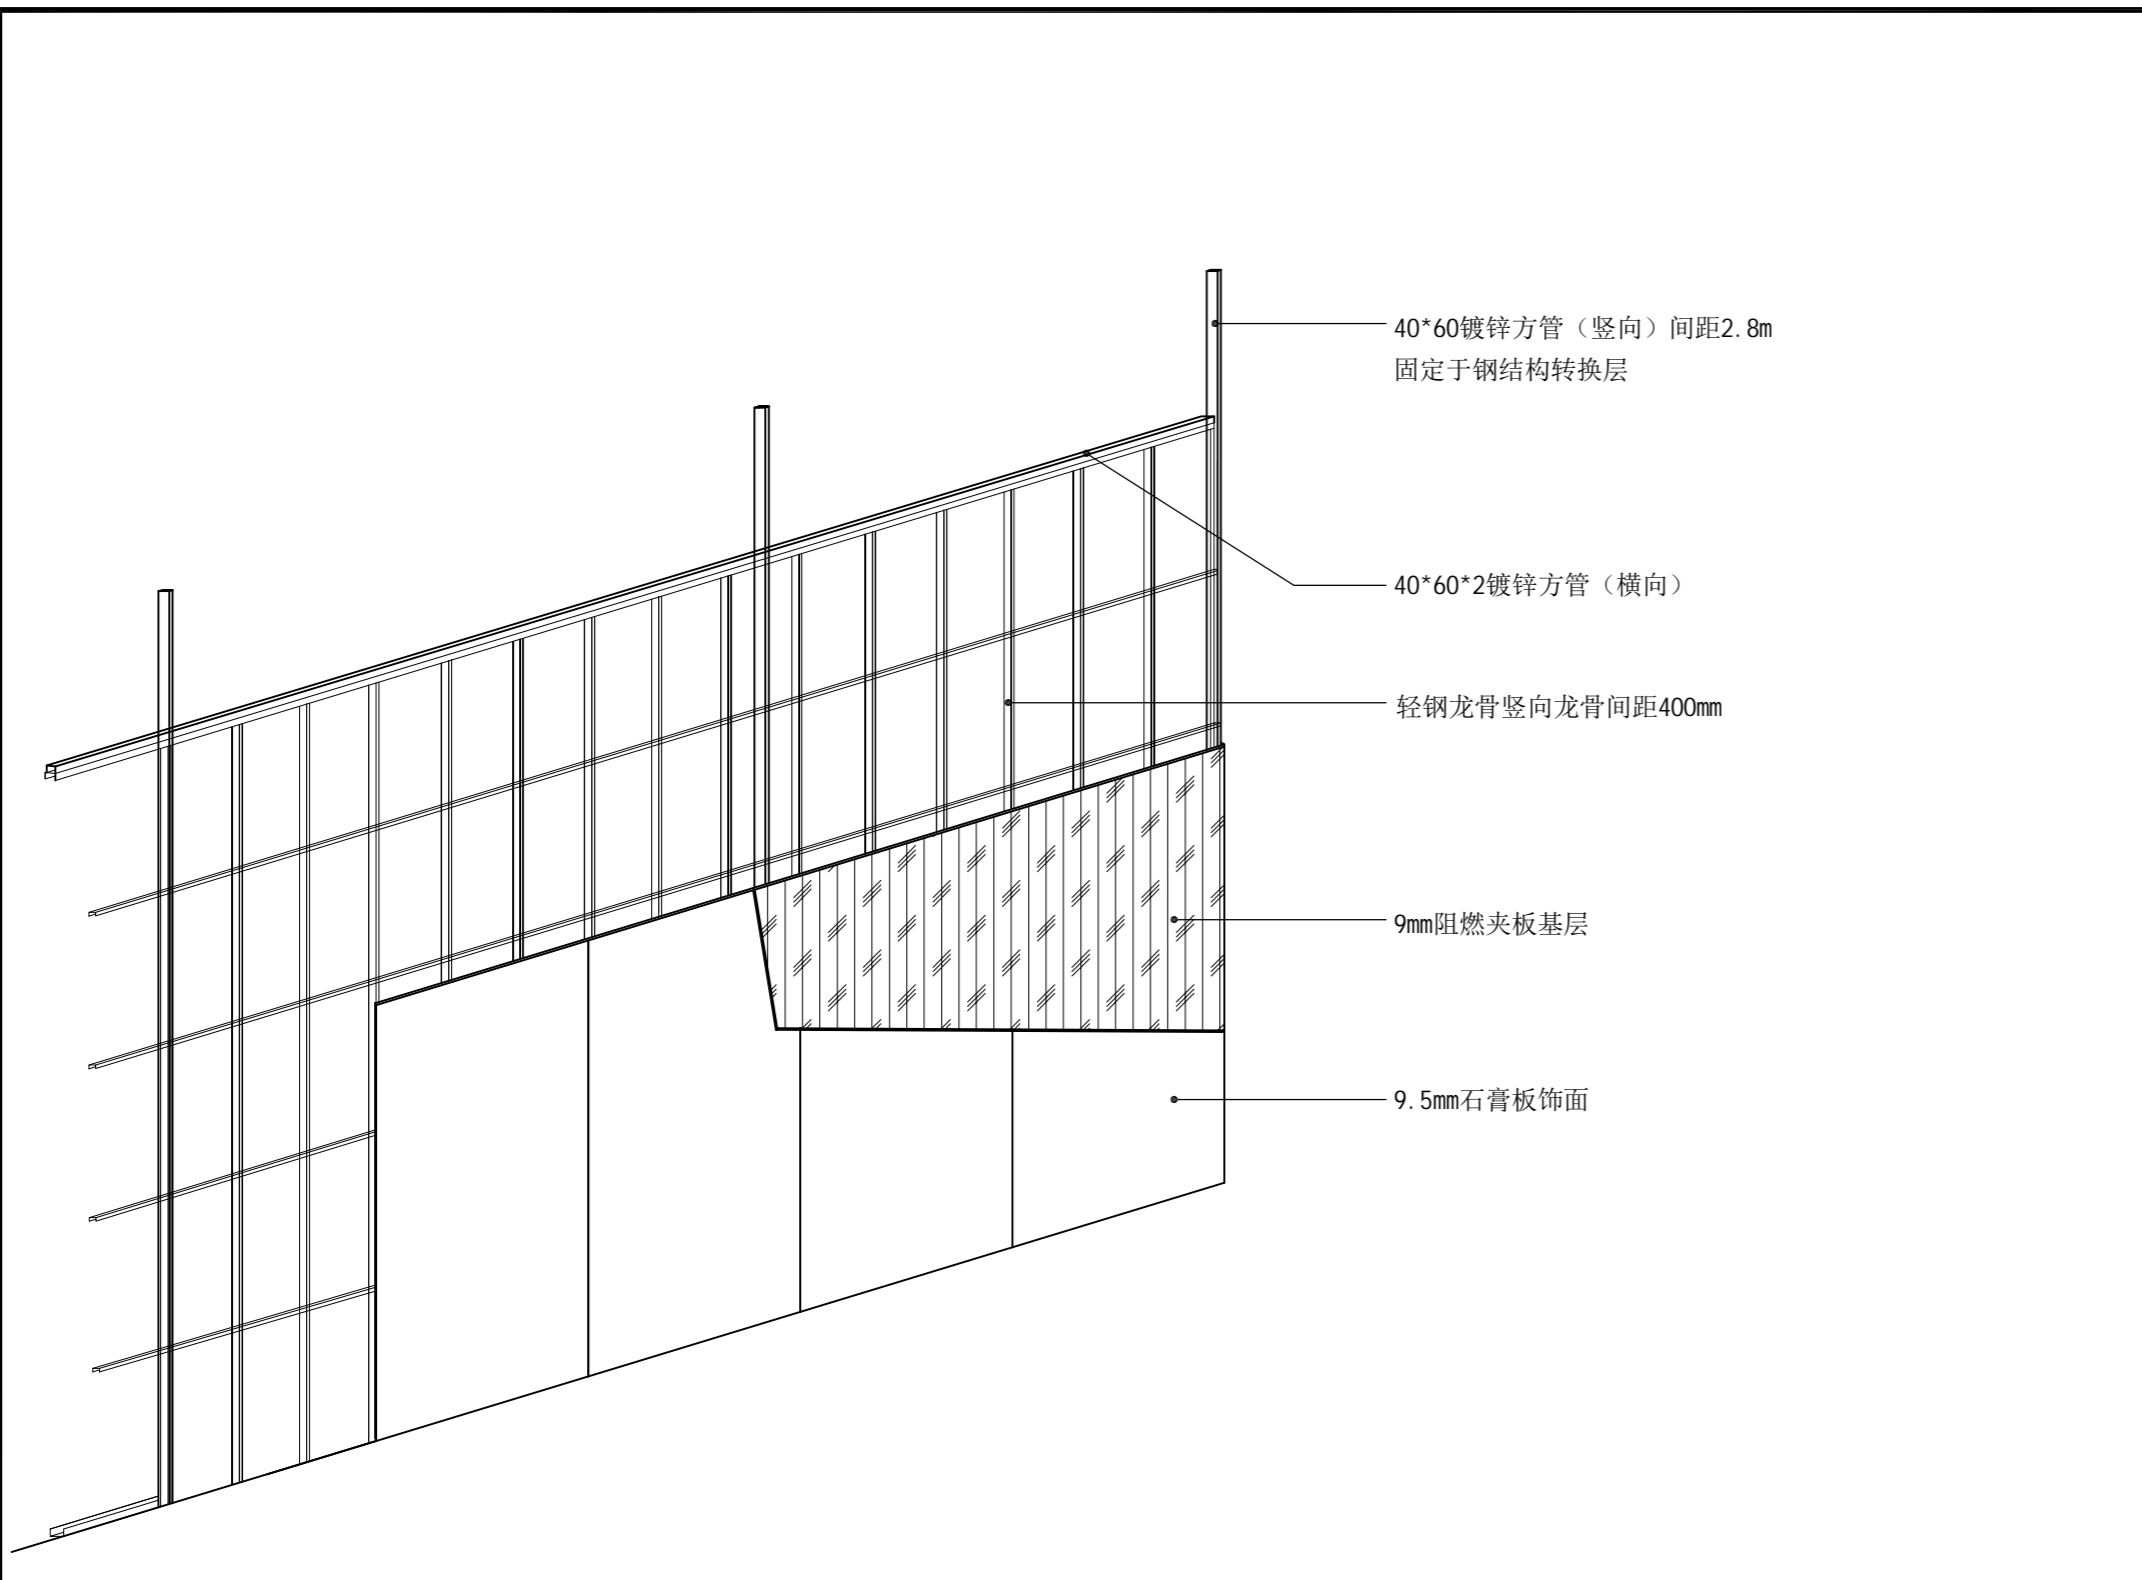 40*60镀锌方管（竖向）间距2.8m
固定于钢结构转换层
40*60*2镀锌方管（横向）
轻钢龙骨竖向龙骨间距400mm
9mm阻燃夹板基层
9.5mm石膏板饰面